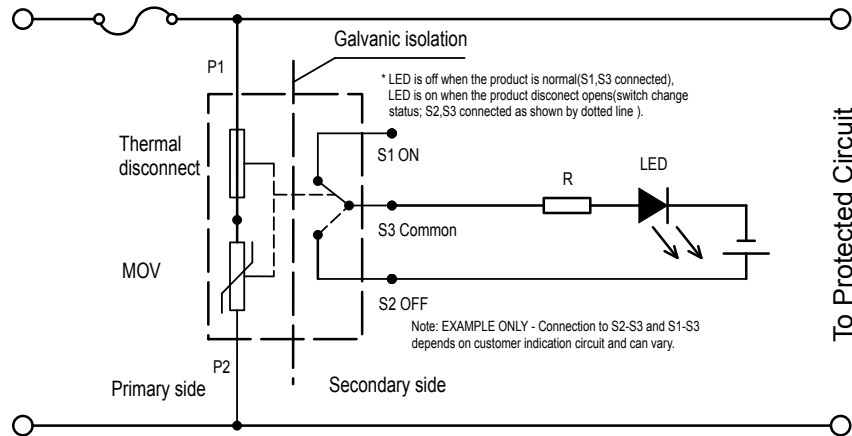 Galvanic isolation
P1
* LED is off when the product is normal(S1,S3 connected),
LED is on when the product disconect opens(switch change
status; S2,S3 connected as shown by dotted line ).
Thermal
disconnect
S1 ON
R
LED
S3 Common
MOV
S2 OFF
Note: EXAMPLE ONLY - Connection to S2-S3 and S1-S3
depends on customer indication circuit and can vary.
P2
Primary side
Secondary side
To Protected Circuit